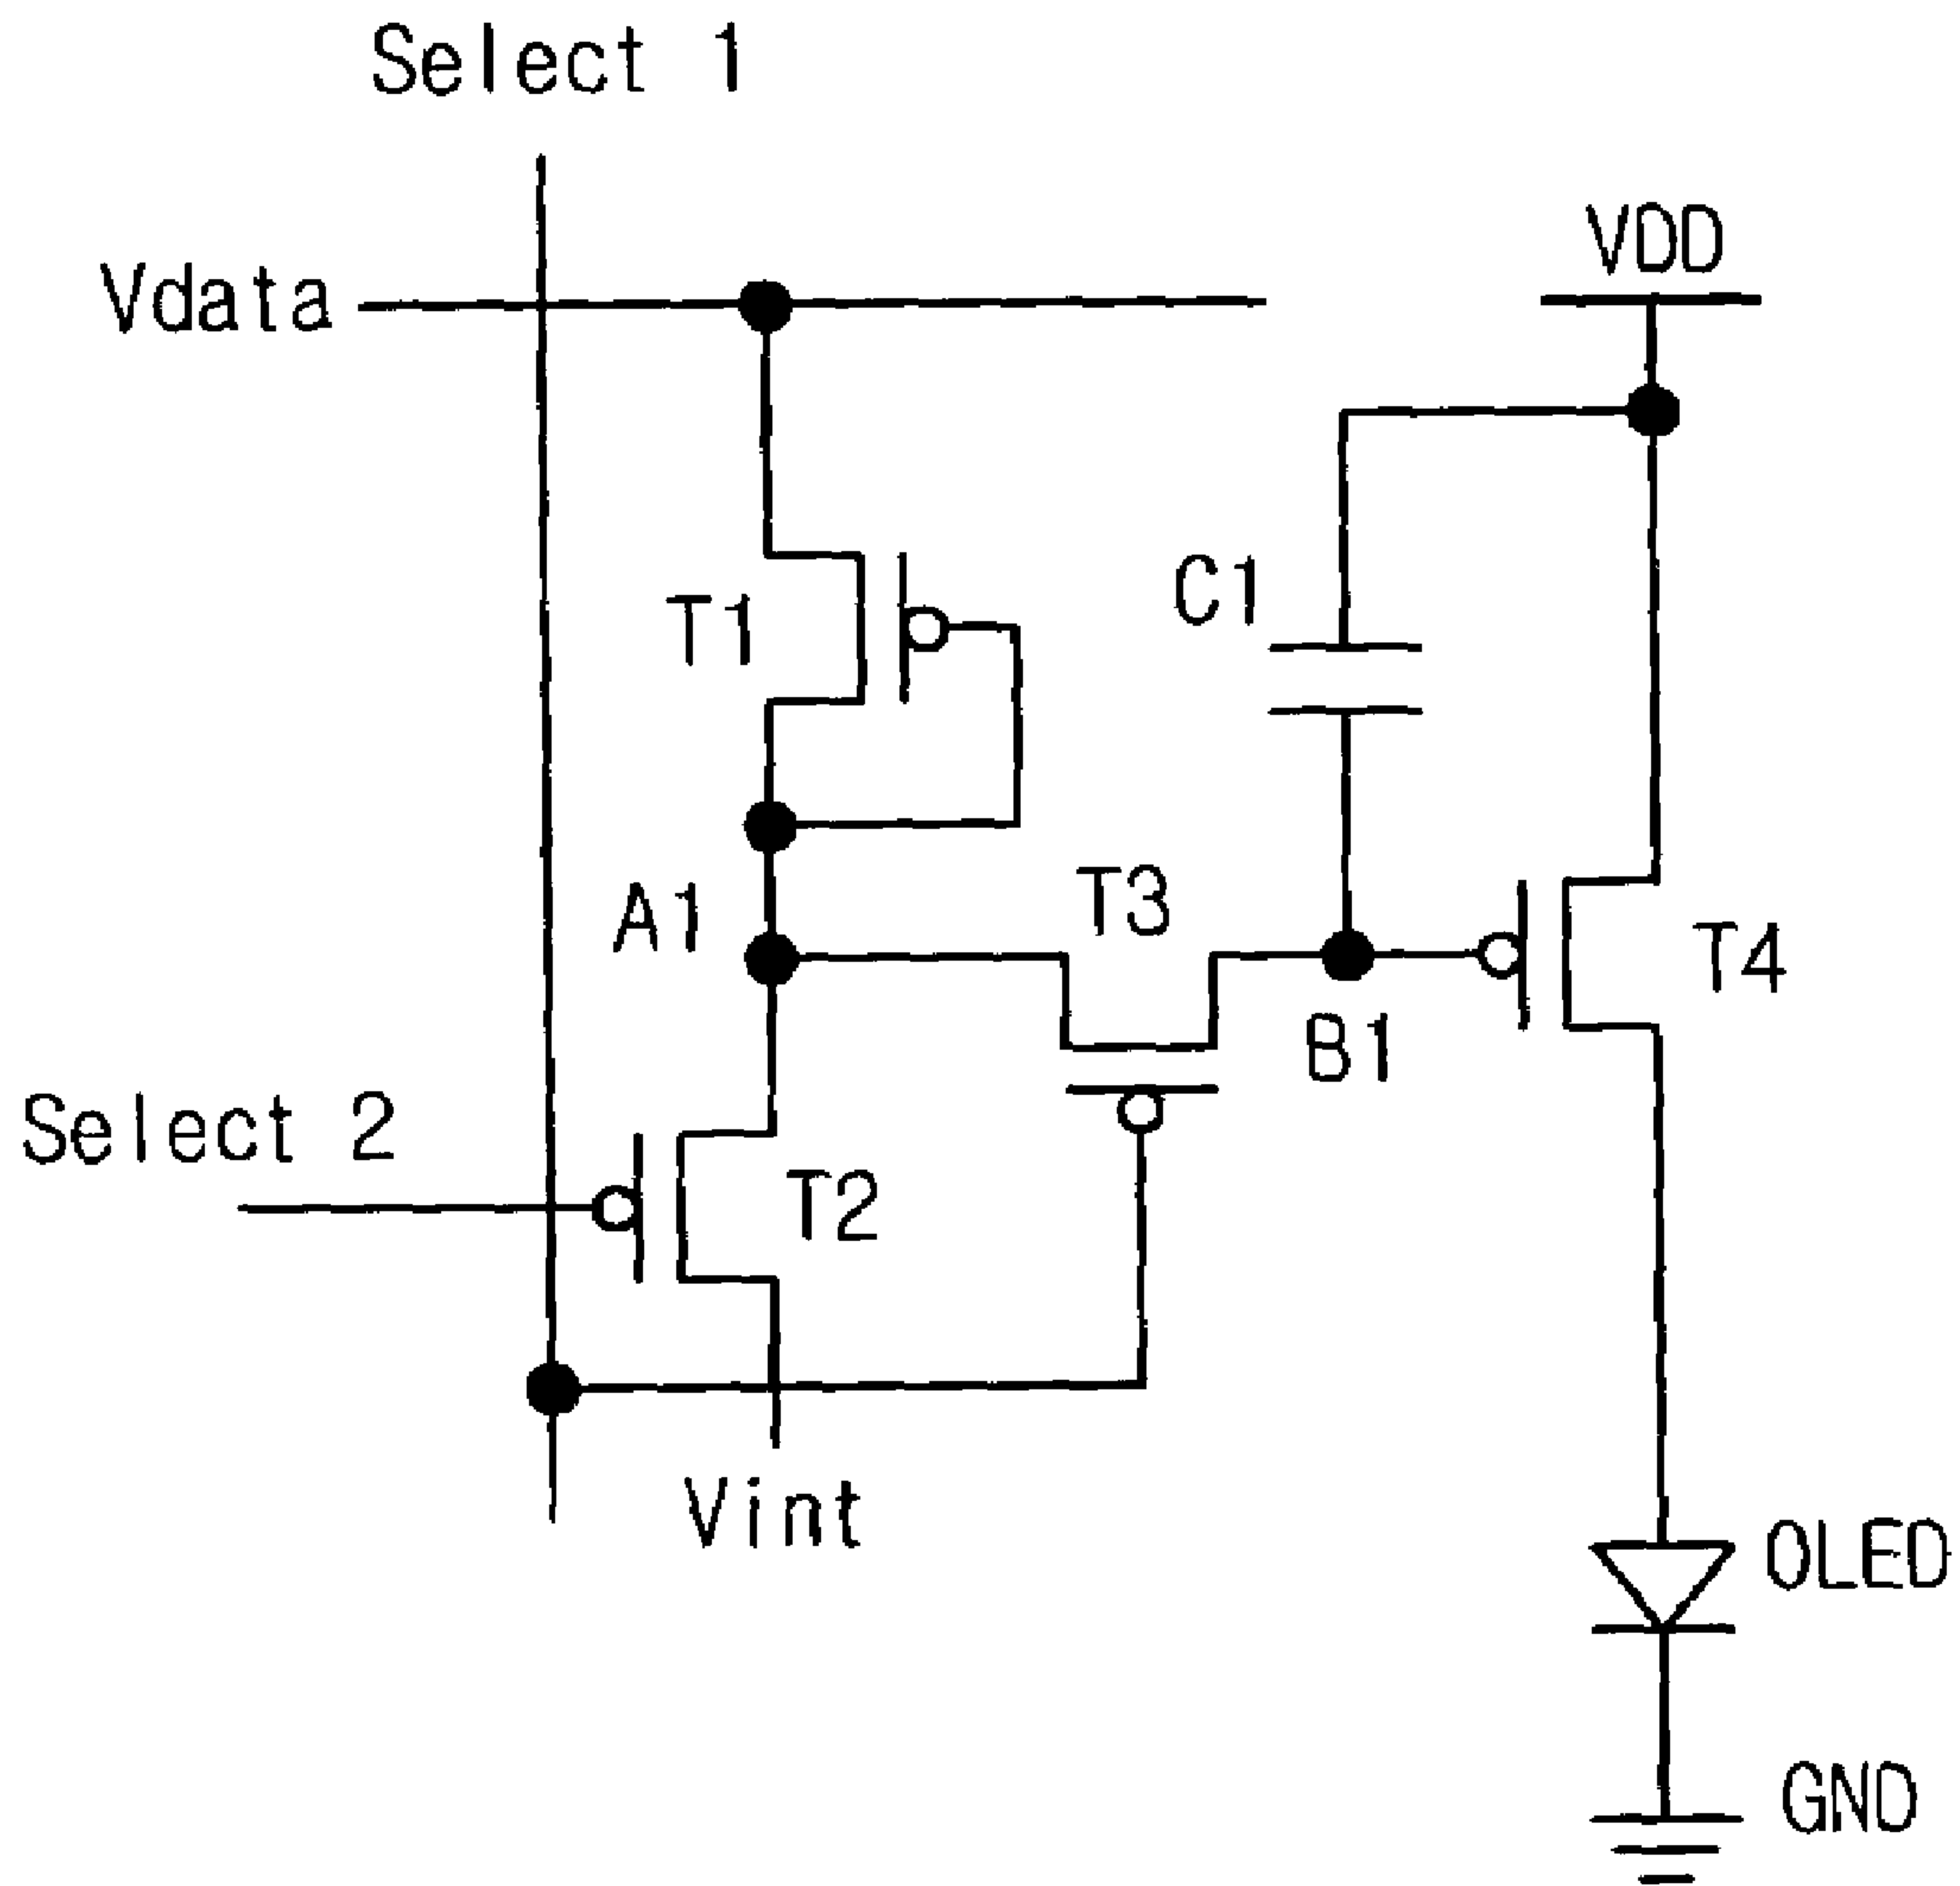 Select 1
VDD
Vdata
C1
T1
T3
A1
T4
B1
Select 2
T2
Vint
OLED
GND